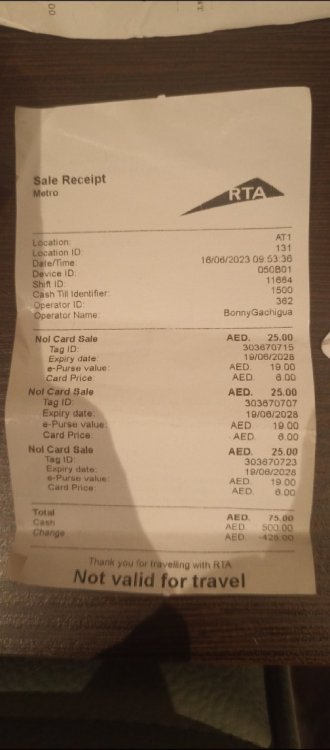 Sale Receipt
Metro
RTA
Location: AT1
Location ID: 131
Date/Time: 16/06/2023 09:53:36
Device ID: 050B01
Shift ID: 11664
Cash Till Identifier: 1500
Operator ID: 362
Operator Name: BonnyGachigua
Nol Card Sale AED. 25.00
Tag ID: 303670715
Expiry date: 19/06/2028
e-Purse value: AED. 19.00
Card Price: AED. 6.00
Nol Card Sale AED. 25.00
Tag ID: 303670707
Expiry date: 19/06/2028
e-Purse value: AED. 19.00
Card Price: AED. 6.00
Nol Card Sale AED. 25.00
Tag ID: 303670723
Expiry date: 19/06/2028
e-Purse value: AED. 19.00
Card Price: AED. 6.00
Total AED. 75.00
Cash AED. 500.00
Change AED. -425.00
Thank you for travelling with RTA
Not valid for travel